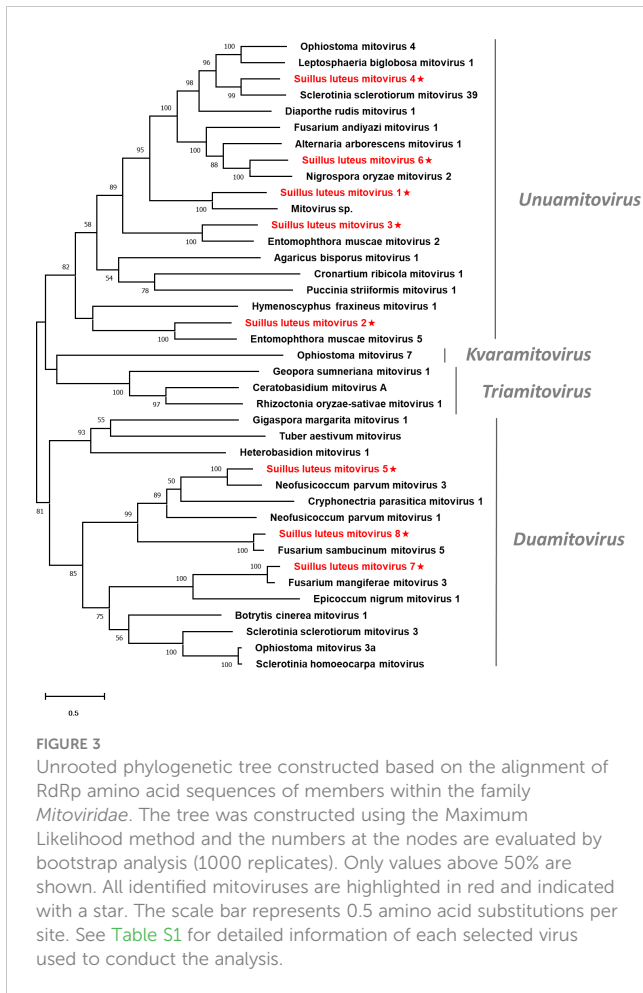 Ophiostoma mitovirus 4
100
Leptosphaeria biglobosa mitovirus 1
96
Suillus luteus mitovirus 4★
98
99
Sclerotinia sclerotiorum mitovirus 39
Diaporthe rudis mitovirus 1
100
Fusarium andiyazi mitovirus 1
Alternaria arborescens mitovirus 1
100
95
Suillus luteus mitovirus 6★
88
100
Nigrospora oryzae mitovirus 2
89
Suillus luteus mitovirus 1★
Unuamitovirus
100
Mitovirus sp.
58
Suillus luteus mitovirus 3★
100
Entomophthora muscae mitovirus 2
Agaricus bisporus mitovirus 1
82
54
Cronartium ribicola mitovirus 1
78
Puccinia striiformis mitovirus 1
Hymenoscyphus fraxineus mitovirus 1
Suillus luteus mitovirus 2★
100
Entomophthora muscae mitovirus 5
Ophiostoma mitovirus 7
Kvaramitovirus
Geopora sumneriana mitovirus 1
100
Ceratobasidium mitovirus A
Triamitovirus
97
Rhizoctonia oryzae-sativae mitovirus 1
55
Gigaspora margarita mitovirus 1
93
Tuber aestivum mitovirus
Heterobasidion mitovirus 1
81
100
Suillus luteus mitovirus 5★
50
Neofusicoccum parvum mitovirus 3
89
Cryphonectria parasitica mitovirus 1
99
Neofusicoccum parvum mitovirus 1
Suillus luteus mitovirus 8★
Duamitovirus
100
Fusarium sambucinum mitovirus 5
85
100
Suillus luteus mitovirus 7★
100
Fusarium mangiferae mitovirus 3
75
Epicoccum nigrum mitovirus 1
Botrytis cinerea mitovirus 1
56
Sclerotinia sclerotiorum mitovirus 3
100
Ophiostoma mitovirus 3a
100
Sclerotinia homoeocarpa mitovirus
0.5
FIGURE 3
Unrooted phylogenetic tree constructed based on the alignment of
RdRp amino acid sequences of members within the family
Mitoviridae. The tree was constructed using the Maximum
Likelihood method and the numbers at the nodes are evaluated by
bootstrap analysis (1000 replicates). Only values above 50% are
shown. All identified mitoviruses are highlighted in red and indicated
with a star. The scale bar represents 0.5 amino acid substitutions per
site. See Table S1 for detailed information of each selected virus
used to conduct the analysis.